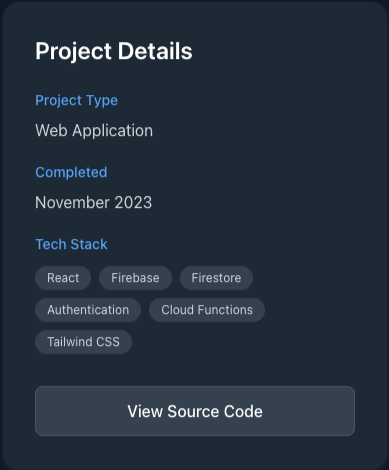 Project Details
Project Type
Web Application
Completed
November 2023
Tech Stack
React Firebase Firestore
Authentication Cloud Functions
Tailwind CSS
View Source Code